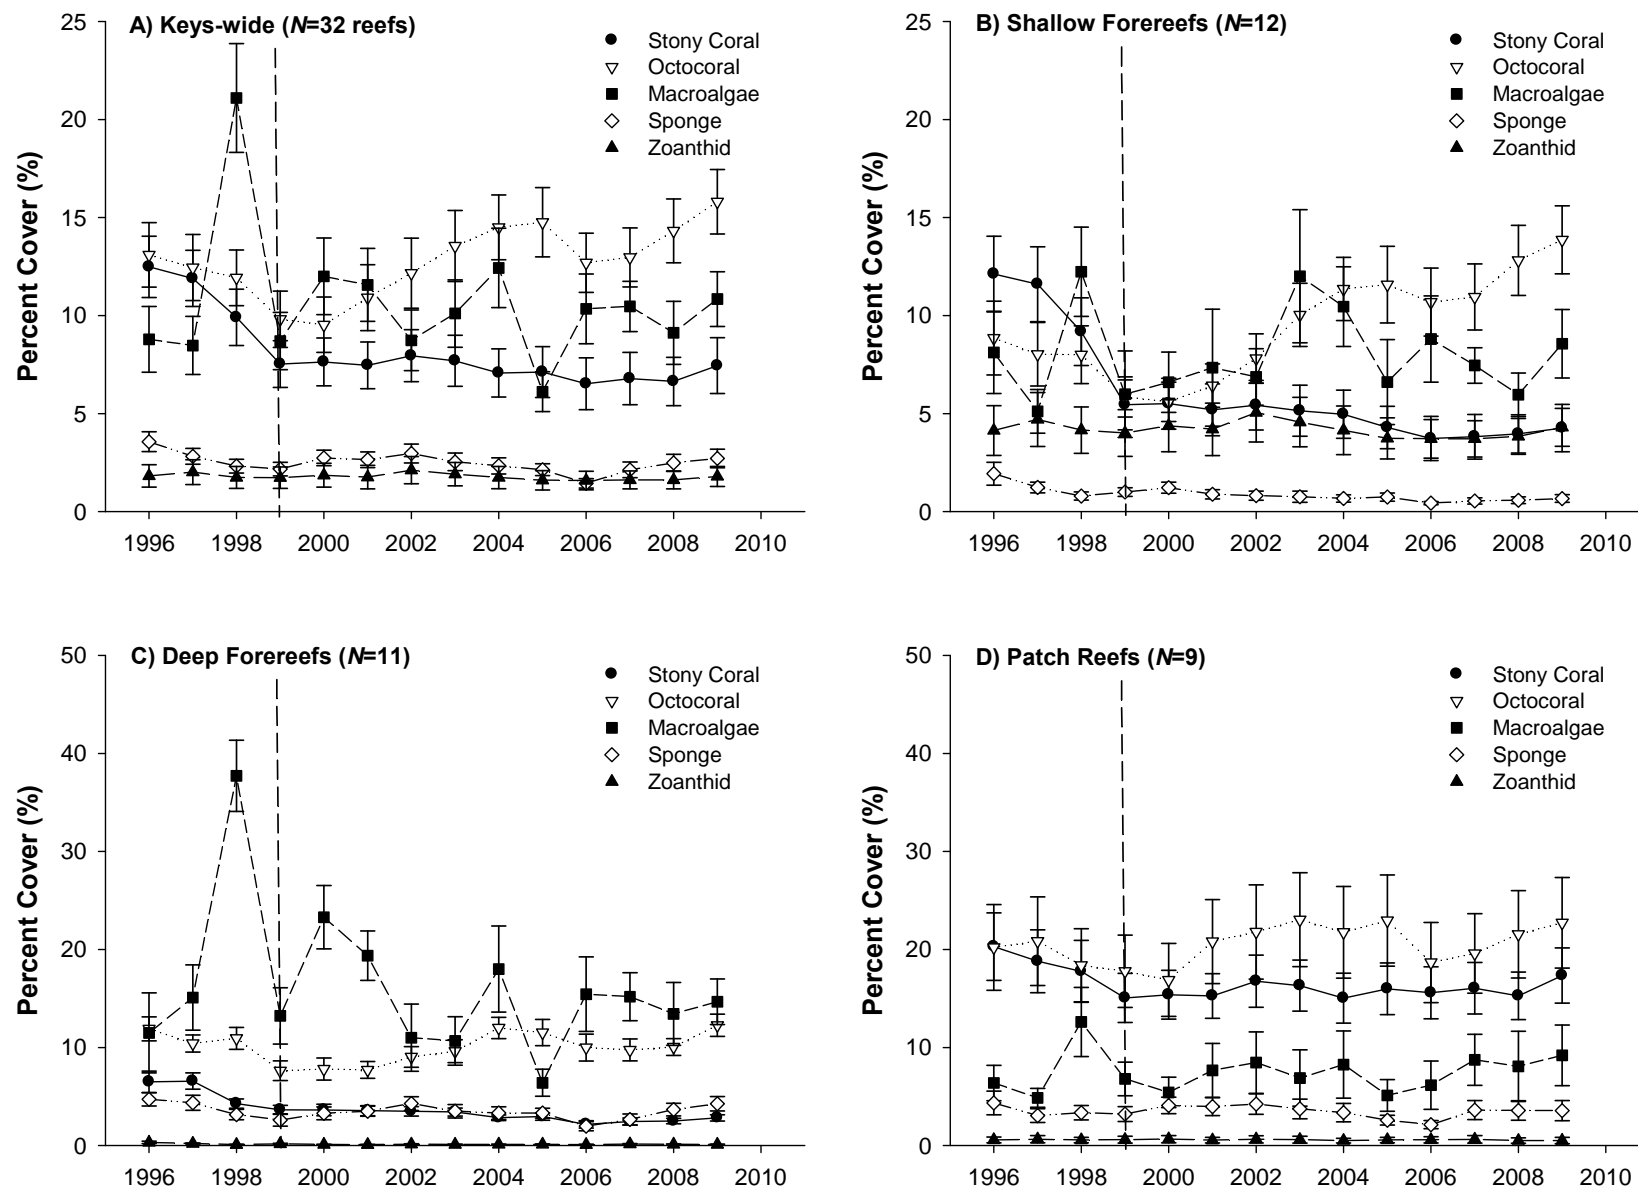 A) Keys-wide (N=32 reefs)
Percent Cover (%)
25
20
15
10
5
0
1996 1998 2000 2002 2004 2006 2008 2010
Stony Coral
Octocoral
Macroalgae
Sponge
Zoanthid
B) Shallow Forereefs (N=12)
Percent Cover (%)
25
20
15
10
5
0
1996 1998 2000 2002 2004 2006 2008 2010
Stony Coral
Octocoral
Macroalgae
Sponge
Zoanthid
C) Deep Forereefs (N=11)
Percent Cover (%)
50
40
30
20
10
0
1996 1998 2000 2002 2004 2006 2008 2010
Stony Coral
Octocoral
Macroalgae
Sponge
Zoanthid
D) Patch Reefs (N=9)
Percent Cover (%)
50
40
30
20
10
0
1996 1998 2000 2002 2004 2006 2008 2010
Stony Coral
Octocoral
Macroalgae
Sponge
Zoanthid